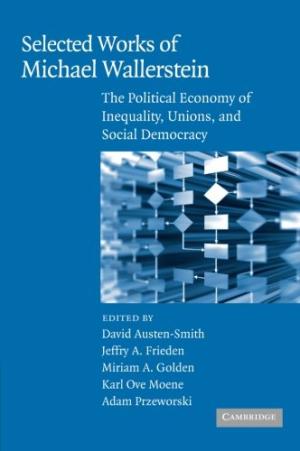 Selected Works of
Michael Wallerstein
The Political Economy of
Inequality, Unions, and
Social Democracy
EDITED BY
David Austen-Smith
Jeffry A. Frieden
Miriam A. Golden
Karl Ove Moene
Adam Przeworski
CAMBRIDGE